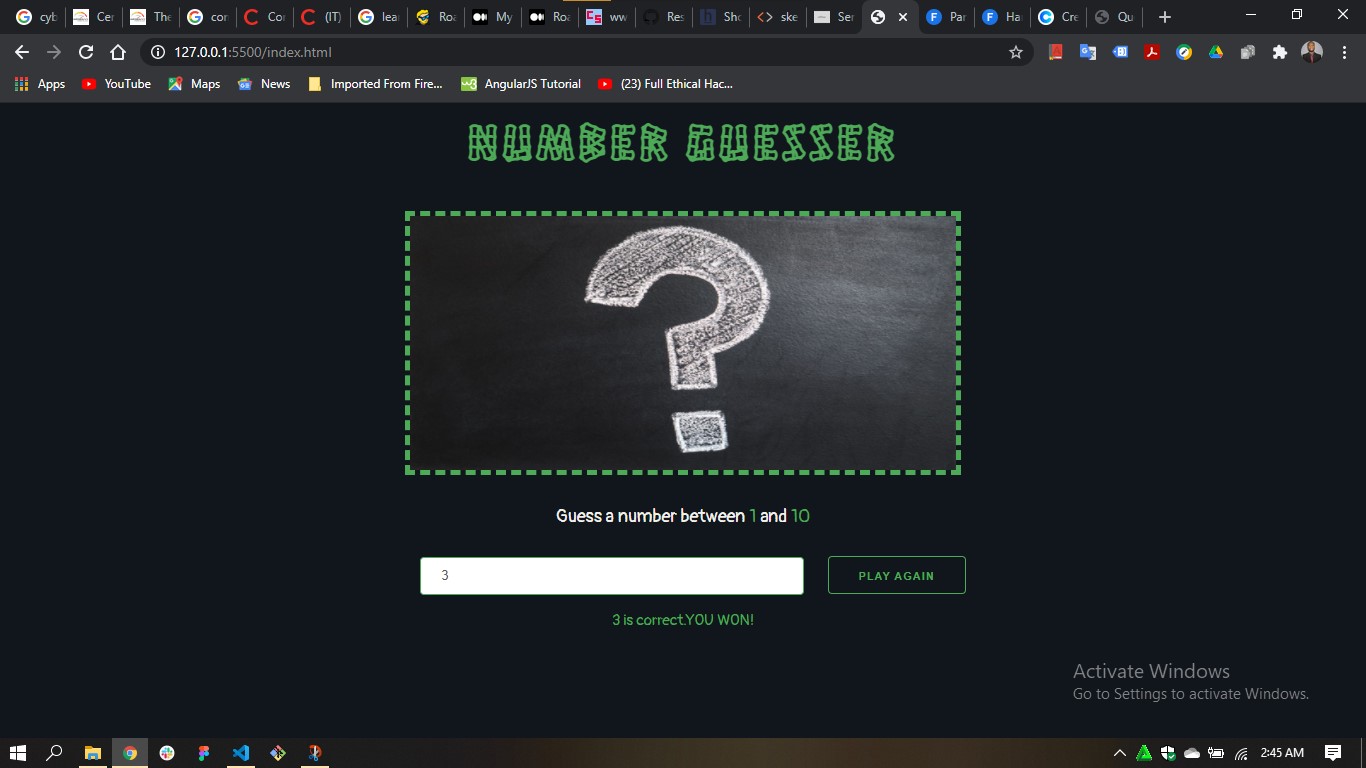 cyb
Cer
The
cor
Cor
(IT)
lear
Roa
My
Roa
ww
Res
Sho
ske
Ser
Par
Ha
Cre
Qu
127.0.0.1:5500/index.html
Apps
YouTube
Maps
News
Imported From Fire...
AngularJS Tutorial
(23) Full Ethical Hac...
NUMBER GUESSER
?
Guess a number between 1 and 10
3
PLAY AGAIN
3 is correct.YOU WON!
Activate Windows
Go to Settings to activate Windows.
2:45 AM